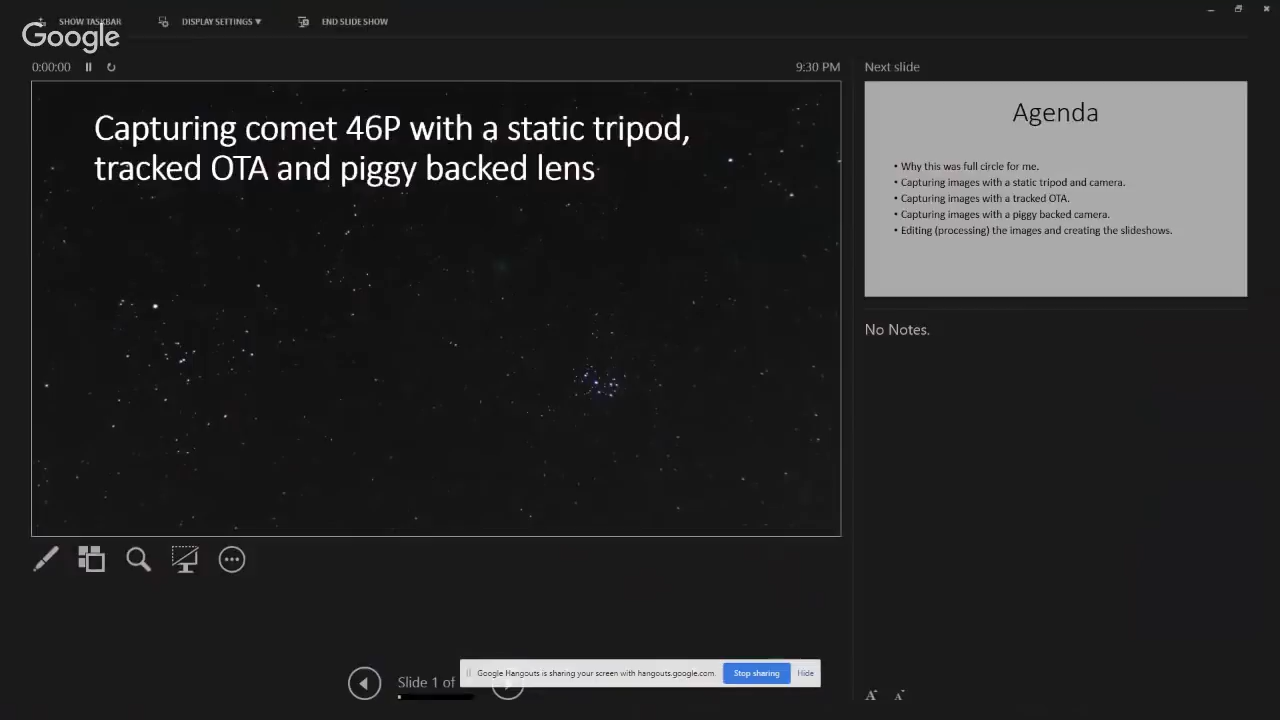 SHOW TASKBAR
DISPLAY SETTINGS ▼
END SLIDE SHOW
Google
0:00:00
9:30 PM
Next slide
Capturing comet 46P with a static tripod,
tracked OTA and piggy backed lens
Agenda
• Why this was full circle for me.
• Capturing images with a static tripod and camera.
• Capturing images with a tracked OTA.
• Capturing images with a piggy backed camera.
• Editing (processing) the images and creating the slideshows.
No Notes.
Slide 1 of
Google Hangouts is sharing your screen with hangouts.google.com.
Stop sharing
Hide
A A